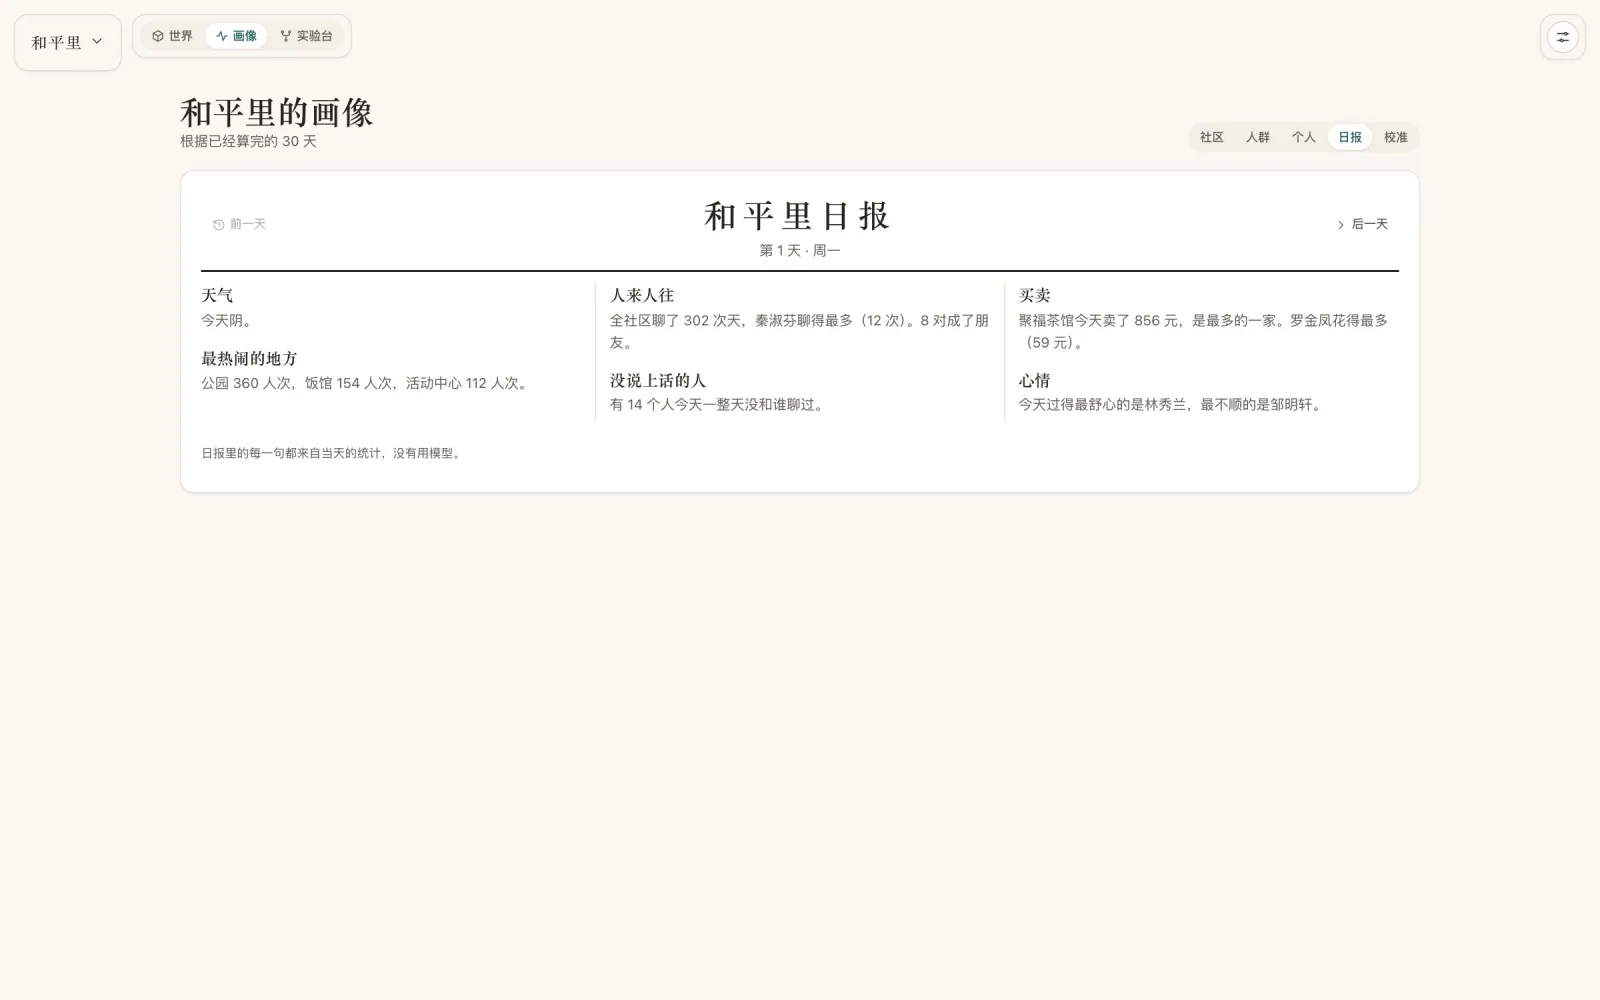 和平里
世界
画像
实验台
和平里的画像
根据已经算完的 30 天
社区
人群
个人
日报
校准
前一天
和平里日报
后一天
第 1 天 · 周一
天气
今天阴。
最热闹的地方
公园 360 人次，饭馆 154 人次，活动中心 112 人次。
人来人往
全社区聊了 302 次天，秦淑芬聊得最多（12 次）。8 对成了朋
友。
没说上话的人
有 14 个人今天一整天没和谁聊过。
买卖
聚福茶馆今天卖了 856 元，是最多的一家。罗金凤花得最多
（59 元）。
心情
今天过得最舒心的是林秀兰，最不顺的是邹明轩。
日报里的每一句都来自当天的统计，没有用模型。